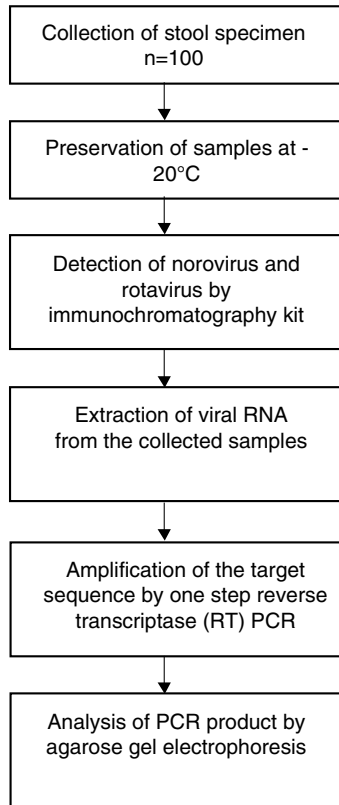 Collection of stool specimen
n=100
Preservation of samples at -
20°C
Detection of norovirus and
rotavirus by
immunochromatography kit
Extraction of viral RNA
from the collected samples
Amplification of the target
sequence by one step reverse
transcriptase (RT) PCR
Analysis of PCR product by
agarose gel electrophoresis